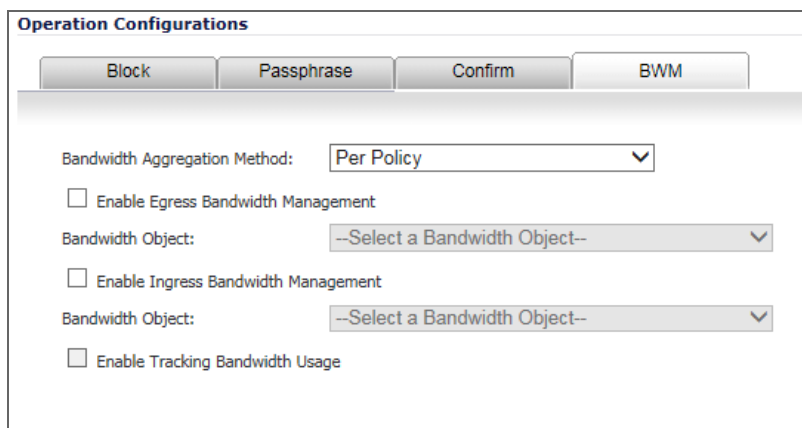 Operation Configurations
Block Passphrase Confirm BWM
Bandwidth Aggregation Method: Per Policy
Enable Egress Bandwidth Management
Bandwidth Object: --Select a Bandwidth Object--
Enable Ingress Bandwidth Management
Bandwidth Object: --Select a Bandwidth Object--
Enable Tracking Bandwidth Usage